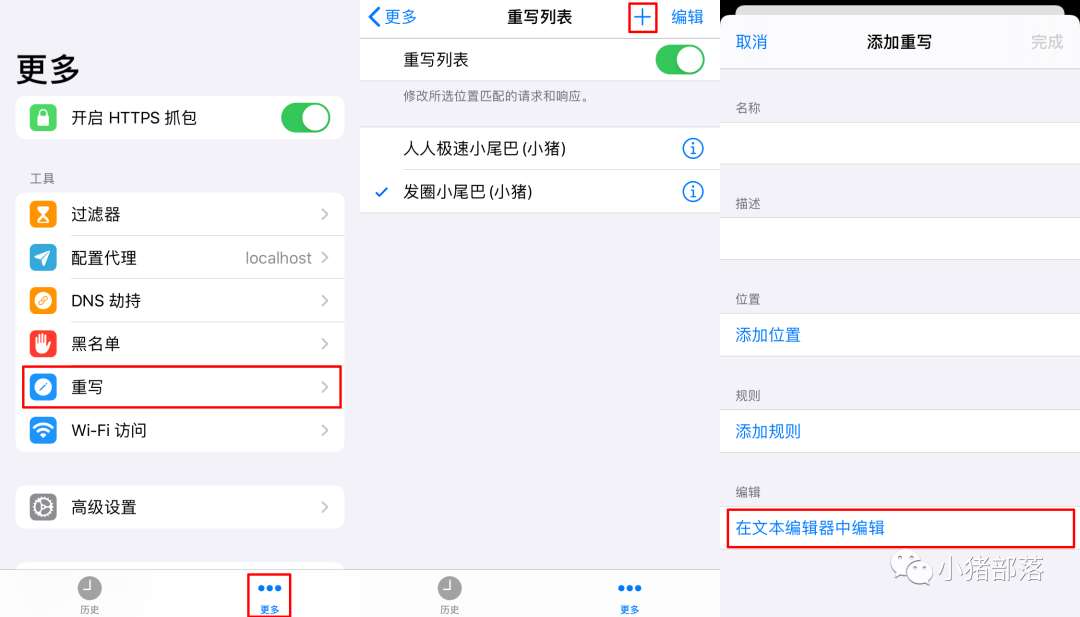 更多
开启 HTTPS 抓包
工具
过滤器
配置代理 localhost
DNS 劫持
黑名单
重写
Wi-Fi 访问
高级设置
历史
更多
更多
重写列表
编辑
重写列表
修改所选位置匹配的请求和响应。
人人极速小尾巴(小猪)
发圈小尾巴(小猪)
历史
更多
取消
添加重写
完成
名称
描述
位置
添加位置
规则
添加规则
编辑
在文本编辑器中编辑
小猪部落